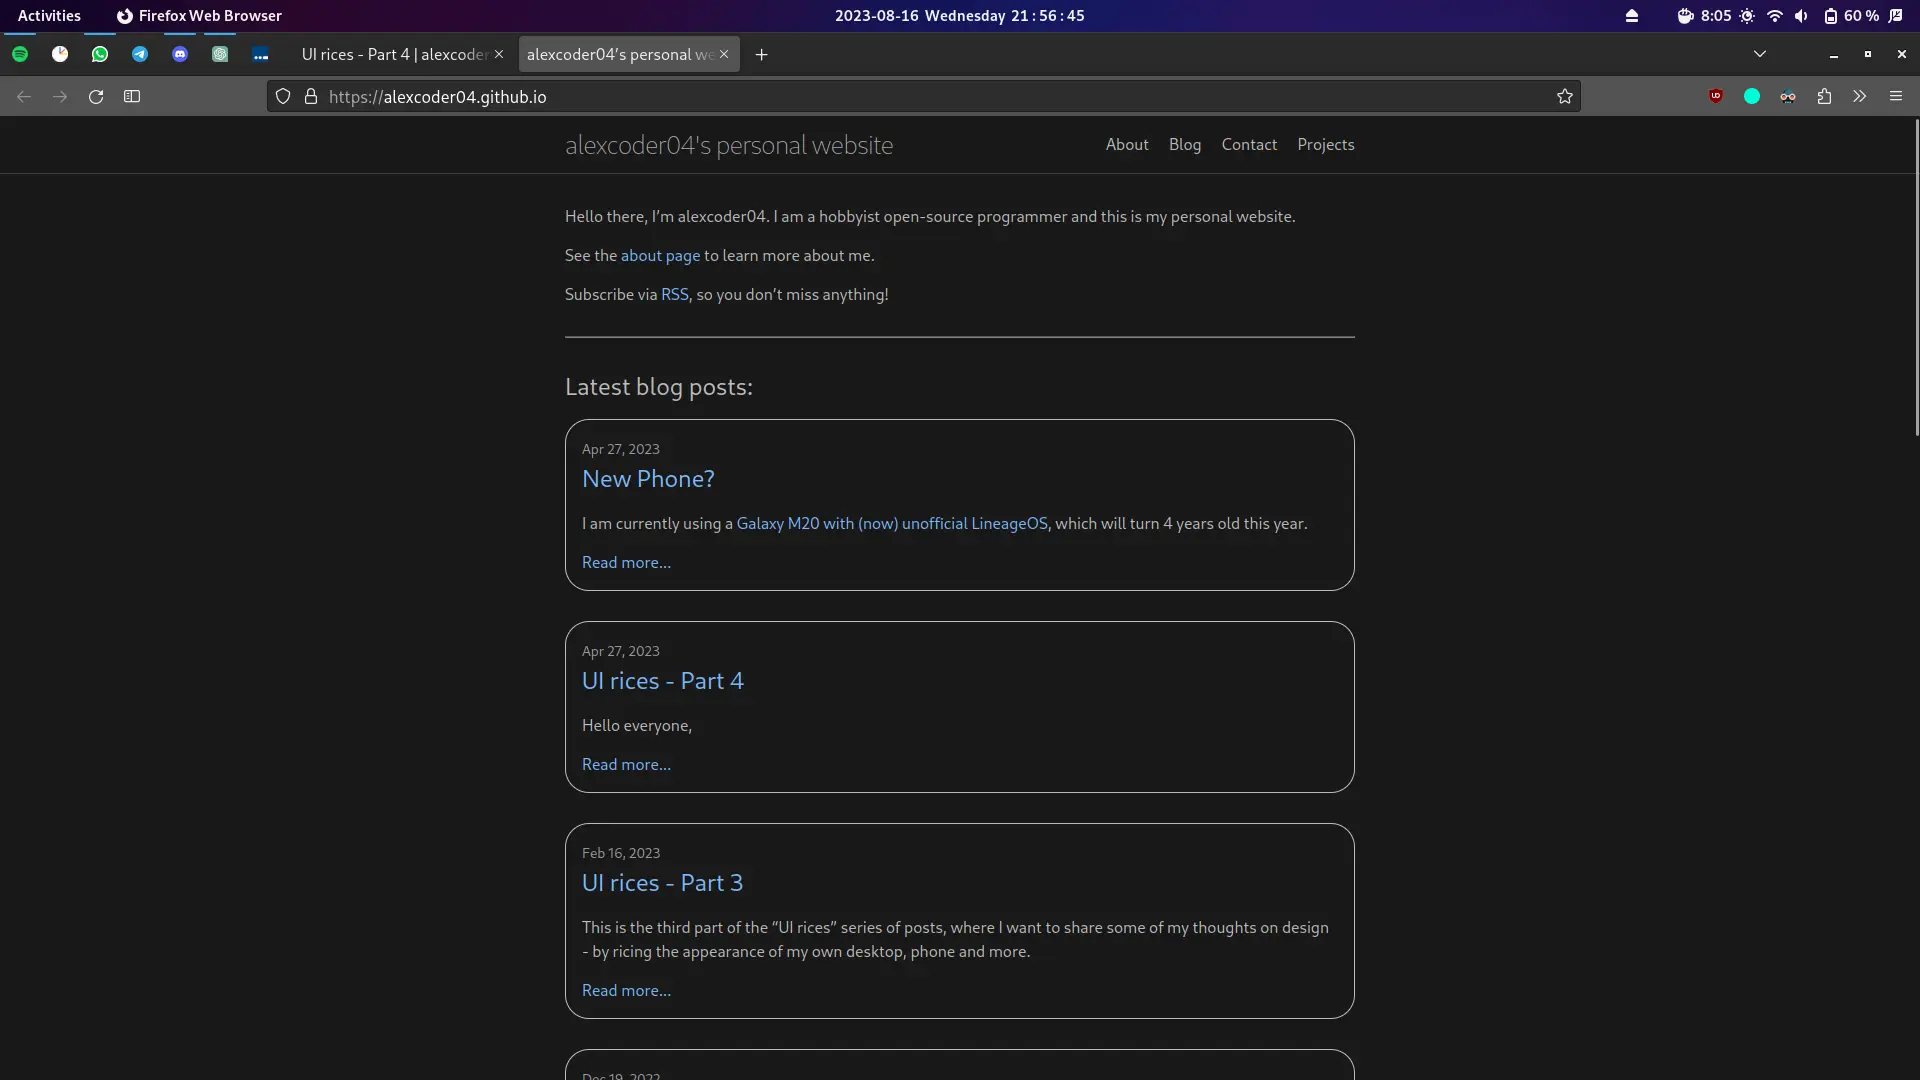 Activities
Firefox Web Browser
2023-08-16 Wednesday 21:56:45
8:05
60 %
UI rices - Part 4 | alexcoder
alexcoder04's personal we
https://alexcoder04.github.io
alexcoder04's personal website
About
Blog
Contact
Projects
Hello there, I'm alexcoder04. I am a hobbyist open-source programmer and this is my personal website.
See the about page to learn more about me.
Subscribe via RSS, so you don't miss anything!
Latest blog posts:
Apr 27, 2023
New Phone?
I am currently using a Galaxy M20 with (now) unofficial LineageOS, which will turn 4 years old this year.
Read more...
Apr 27, 2023
UI rices - Part 4
Hello everyone,
Read more...
Feb 16, 2023
UI rices - Part 3
This is the third part of the “UI rices” series of posts, where I want to share some of my thoughts on design
- by ricing the appearance of my own desktop, phone and more.
Read more...
Dec 19, 2022